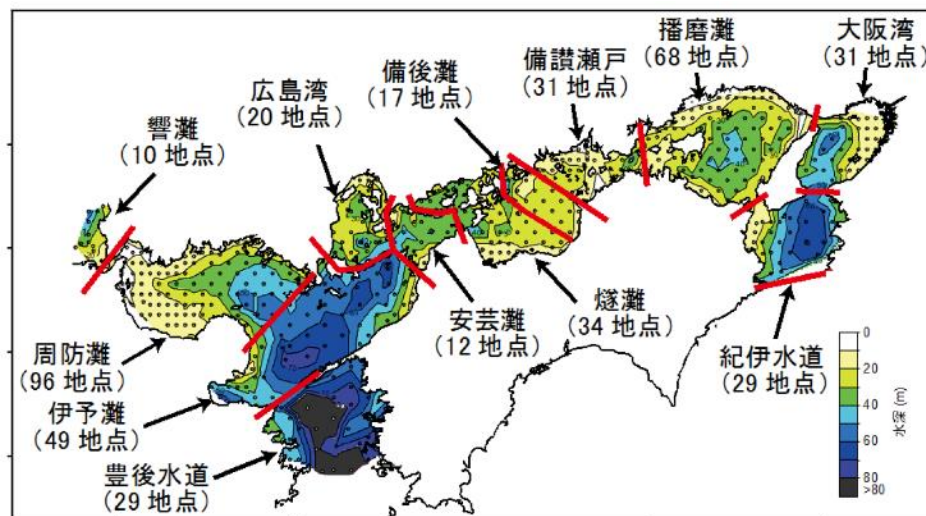 大阪湾
(31 地点)
播磨灘
(68 地点)
備讃瀬戸
(31 地点)
備後灘
(17 地点)
広島湾
(20 地点)
響灘
(10 地点)
周防灘
(96 地点)
伊予灘
(49 地点)
豊後水道
(29 地点)
安芸灘
(12 地点)
燧灘
(34 地点)
紀伊水道
(29 地点)
0
20
40
60
80
>80
水深 (m)